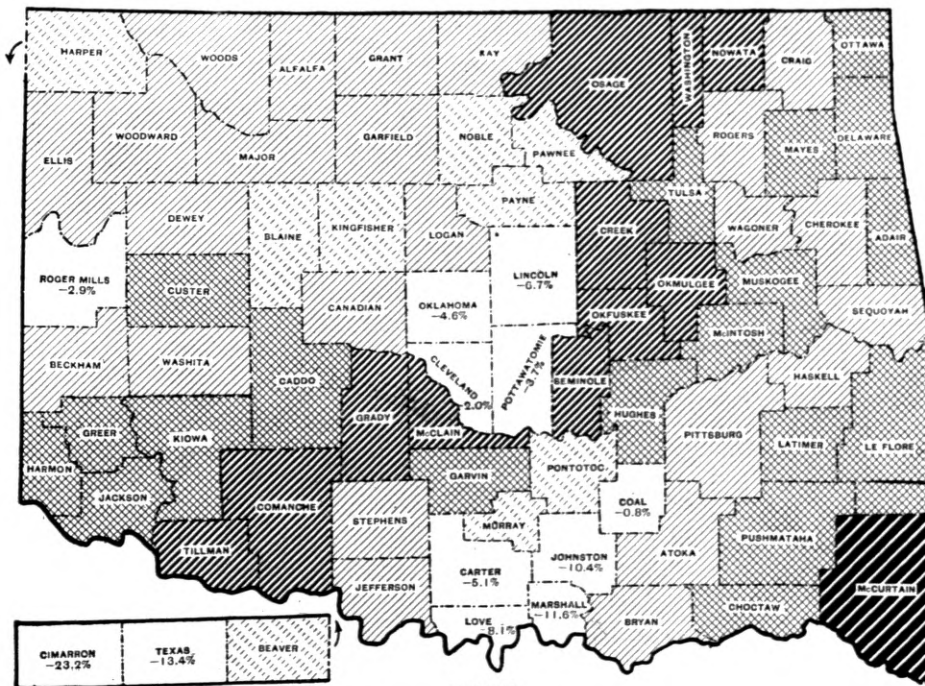 HARPER
WOODS
ALFALFA
GRANT
KAY
OSAGE
WASHINGTON
NOWATA
CRAIG
OTTAWA
ELLIS
WOODWARD
MAJOR
GARFIELD
NOBLE
PAWNEE
ROGERS
MAYES
DELAWARE
DEWEY
BLAINE
KINGFISHER
LOGAN
PAYNE
CREEK
TULSA
WAGONER
CHEROKEE
ADAIR
ROGER MILLS
-2.9%
CUSTER
CANADIAN
OKLAHOMA
-4.6%
LINCOLN
-6.7%
OKFUSKEE
OKMULGEE
MUSKOGEE
McINTOSH
SEQUOYAH
BECKHAM
WASHITA
CADDO
CLEVELAND
-2.0%
POTTAWATOMIE
-3.7%
SEMINOLE
HUGHES
HASKELL
PITTSBURG
LATIMER
LE FLORE
GREER
HARMON
KIOWA
JACKSON
GRADY
McCLAIN
GARVIN
PONTOTOC
COAL
-0.8%
TILLMAN
COMANCHE
STEPHENS
MURRAY
JOHNSTON
-10.4%
ATOKA
PUSHMATAHA
McCURTAIN
JEFFERSON
CARTER
-5.1%
LOVE
-8.1%
MARSHALL
-11.6%
BRYAN
CHOCTAW
CIMARRON
-23.2%
TEXAS
-13.4%
BEAVER